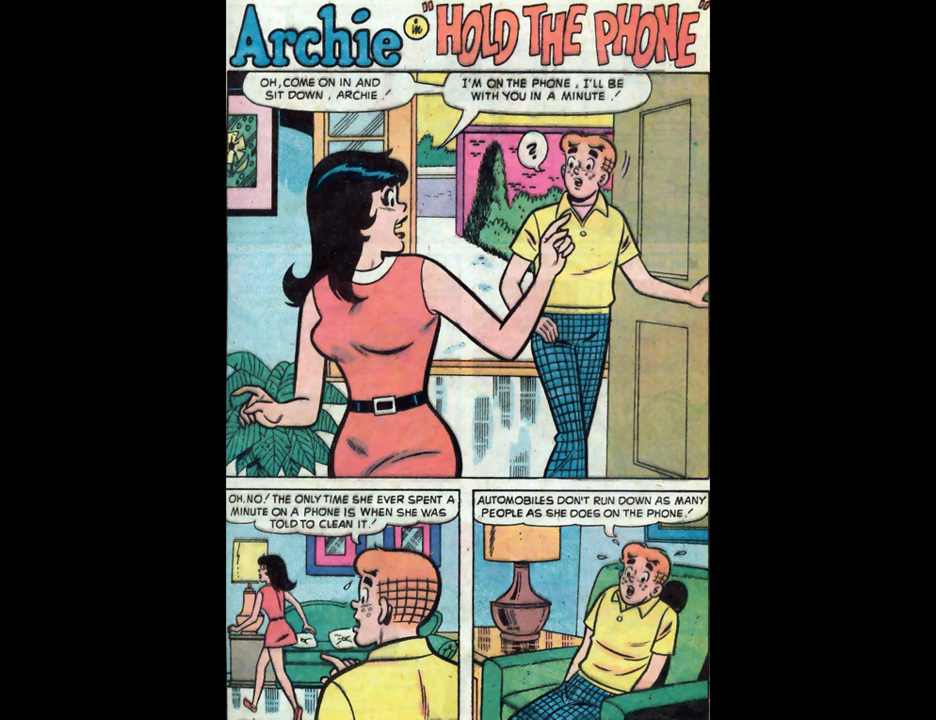 Archie in "HOLD THE PHONE"
OH, COME ON IN AND
SIT DOWN, ARCHIE!
I'M ON THE PHONE, I'LL BE
WITH YOU IN A MINUTE!
?
OH, NO! THE ONLY TIME SHE EVER SPENT A
MINUTE ON A PHONE IS WHEN SHE WAS
TOLD TO CLEAN IT!
AUTOMOBILES DON'T RUN DOWN AS MANY
PEOPLE AS SHE DOES ON THE PHONE!